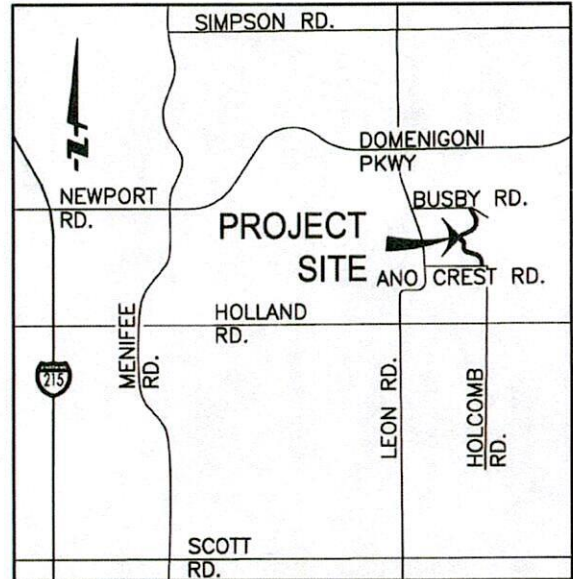 SIMPSON RD.
N
DOMENIGONI
PKWY
NEWPORT
RD.
BUSBY RD.
PROJECT
SITE
ANO CREST RD.
HOLLAND
RD.
MENIFEE
RD.
215
LEON RD.
HOLCOMB
RD.
SCOTT
RD.